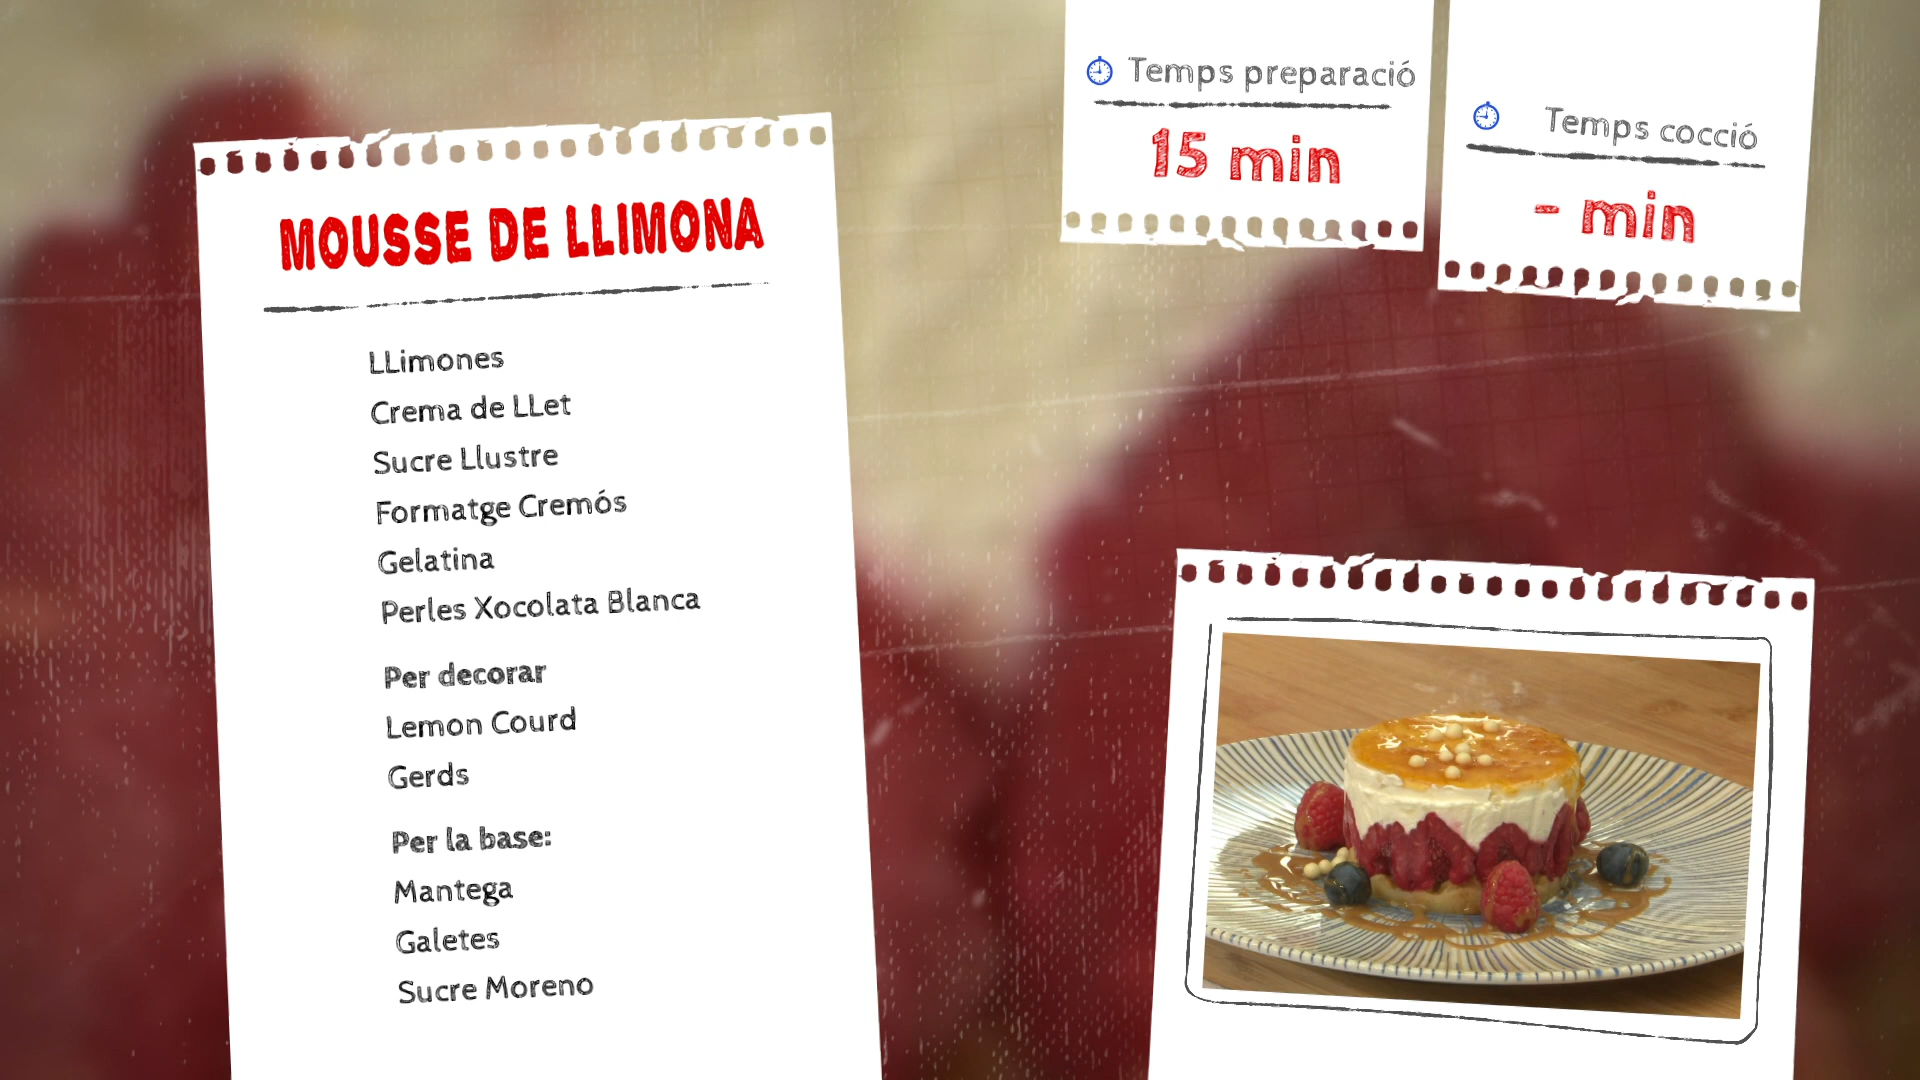 MOUSSE DE LLIMONA
LLimones
Crema de LLet
Sucre Llustre
Formatge Cremós
Gelatina
Perles Xocolata Blanca
Per decorar
Lemon Courd
Gerds
Per la base:
Mantega
Galetes
Sucre Moreno
Temps preparació
15 min
Temps cocció
- min